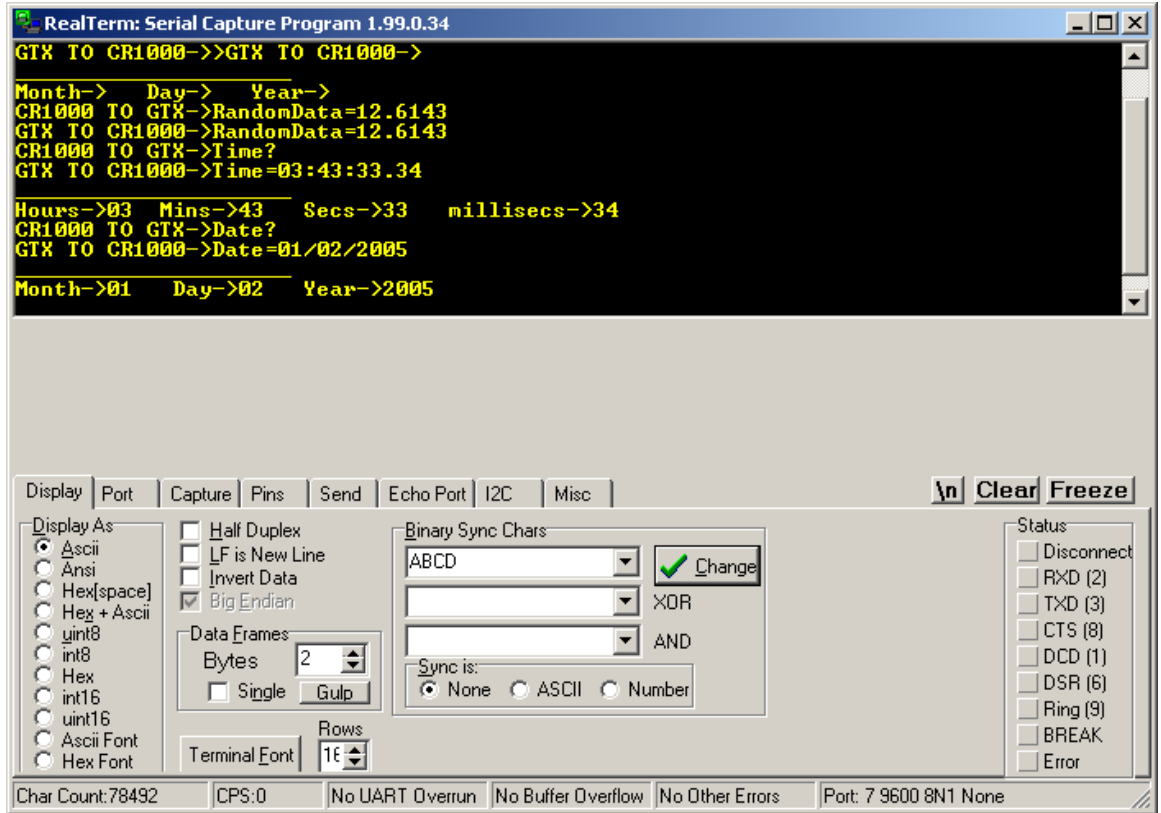 RealTerm: Serial Capture Program 1.99.0.34
GTX TO CR1000->>GTX TO CR1000->
Month->   Day->   Year->
CR1000 TO GTX->RandomData=12.6143
GTX TO CR1000->RandomData=12.6143
CR1000 TO GTX->Time?
GTX TO CR1000->Time=03:43:33.34
Hours->03  Mins->43   Secs->33   millisecs->34
CR1000 TO GTX->Date?
GTX TO CR1000->Date=01/02/2005
Month->01   Day->02   Year->2005
Display Port Capture Pins Send Echo Port I2C Misc \n Clear Freeze
Display As
Ascii
Ansi
Hex[space]
Hex + Ascii
uint8
int8
Hex
int16
uint16
Ascii Font
Hex Font
Half Duplex
LF is New Line
Invert Data
Big Endian
Data Frames
Bytes 2
Single Gulp
Rows
Terminal Font 16
Binary Sync Chars
ABCD Change
XOR
AND
Sync is:
None ASCII Number
Status
Disconnect
RXD (2)
TXD (3)
CTS (8)
DCD (1)
DSR (6)
Ring (9)
BREAK
Error
Char Count:78492 CPS:0 No UART Overrun No Buffer Overflow No Other Errors Port: 7 9600 8N1 None